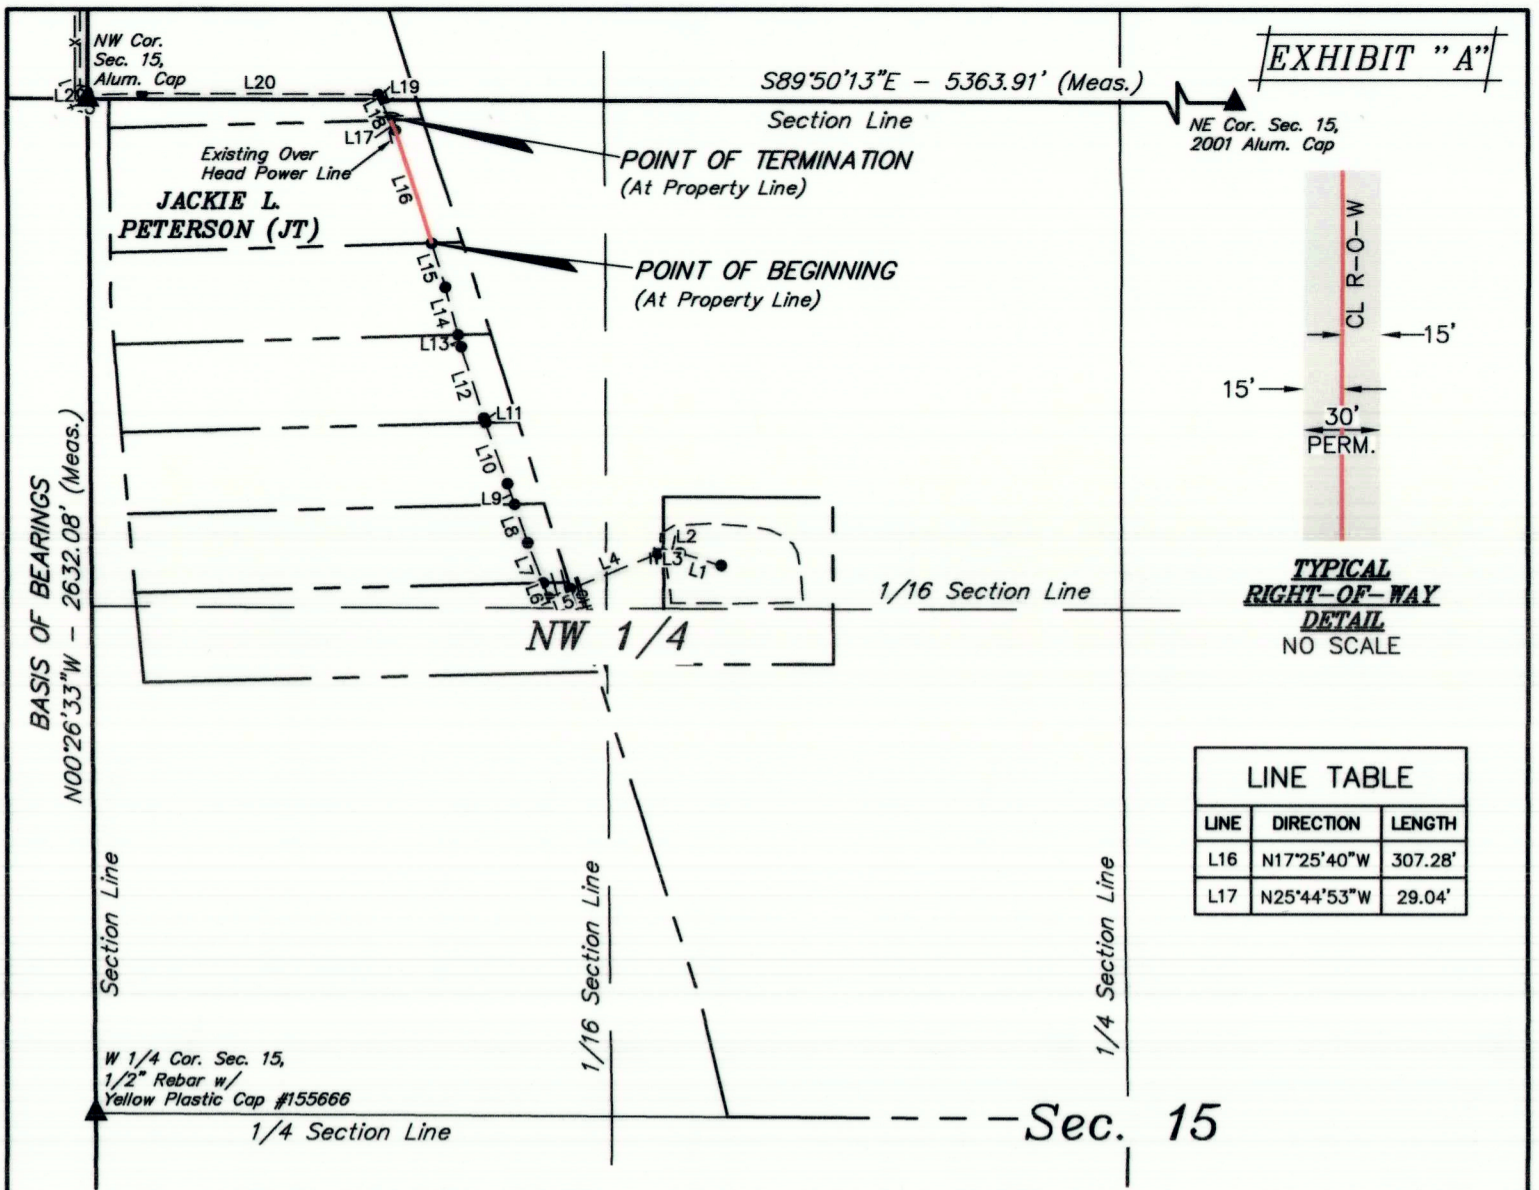 EXHIBIT "A"
NW Cor.
Sec. 15,
Alum. Cap
L20
L19
S89°50'13"E - 5363.91' (Meas.)
Section Line
NE Cor. Sec. 15,
2001 Alum. Cap
L18
L17
Existing Over
Head Power Line
POINT OF TERMINATION
(At Property Line)
L16
JACKIE L.
PETERSON (JT)
POINT OF BEGINNING
(At Property Line)
L15
L14
L13
L12
L11
L10
L9
L8
L7
L6
L4
L3
L2
L1
1/16 Section Line
NW 1/4
CL R-O-W
15'
15'
30'
PERM.
TYPICAL
RIGHT-OF-WAY
DETAIL
NO SCALE
BASIS OF BEARINGS
N00°26'33"W - 2632.08' (Meas.)
LINE TABLE
LINE DIRECTION LENGTH
L16 N17°25'40"W 307.28'
L17 N25°44'53"W 29.04'
Section Line
1/16 Section Line
1/4 Section Line
W 1/4 Cor. Sec. 15,
1/2" Rebar w/
Yellow Plastic Cap #155666
1/4 Section Line
Sec. 15